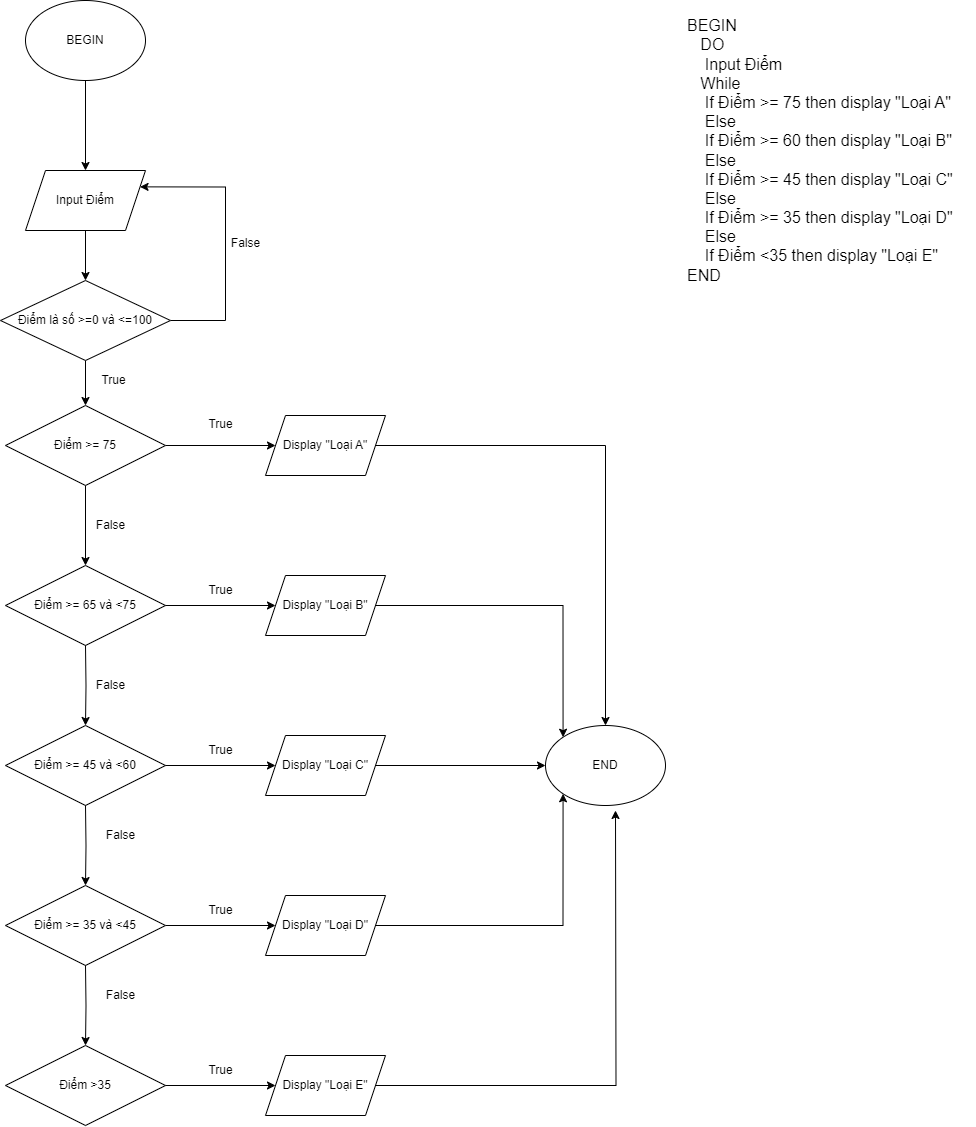 BEGIN
Input Điểm
False
Điểm là số >=0 và <=100
True
Điểm >= 75
True
Display "Loại A"
False
Điểm >= 65 và <75
True
Display "Loại B"
False
Điểm >= 45 và <60
True
Display "Loại C"
END
False
Điểm >= 35 và <45
True
Display "Loại D"
False
Điểm >35
True
Display "Loại E"
BEGIN
DO
Input Điểm
While
If Điểm >= 75 then display "Loại A"
Else
If Điểm >= 60 then display "Loại B"
Else
If Điểm >= 45 then display "Loại C"
Else
If Điểm >= 35 then display "Loại D"
Else
If Điểm <35 then display "Loại E"
END